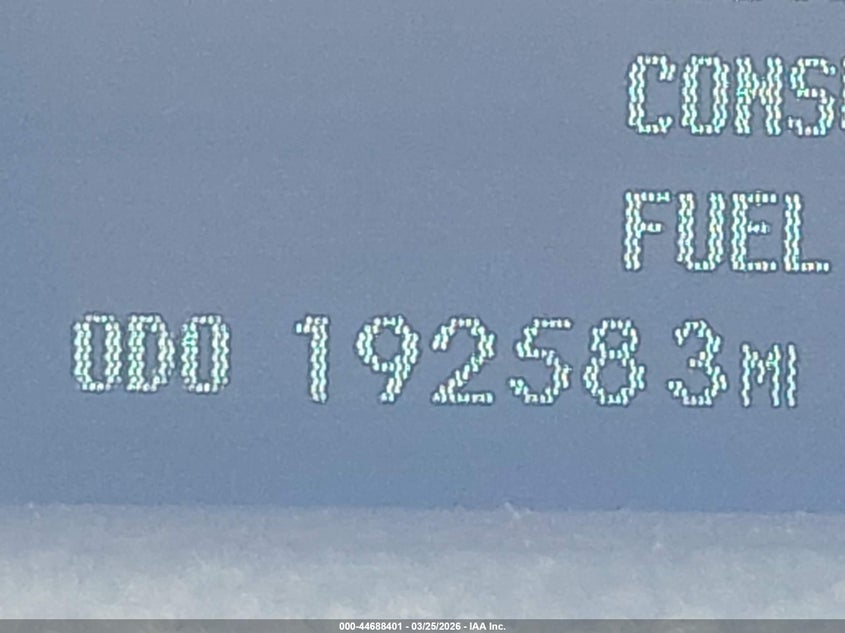 CONS
FUEL
ODO 192583MI
000-44688401 - 03/25/2026 - IAA Inc.